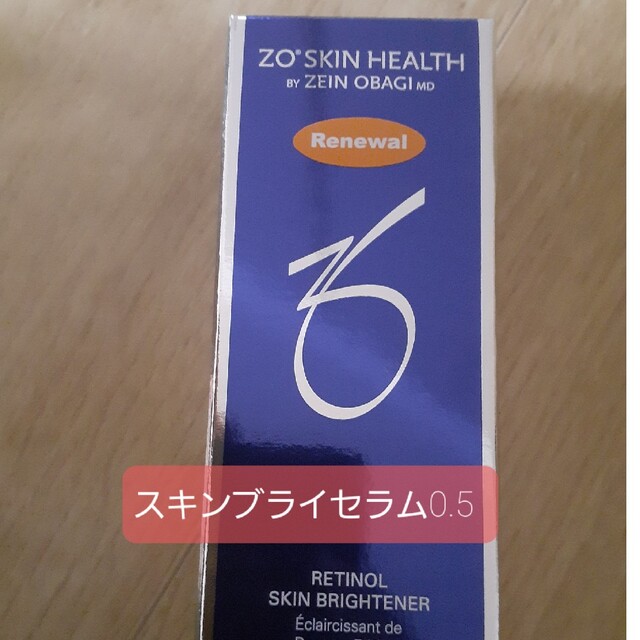 ZO® SKIN HEALTH
BY ZEIN OBAGI MD
Renewal
スキンブライセラム0.5
RETINOL
SKIN BRIGHTENER
Éclaircissant de